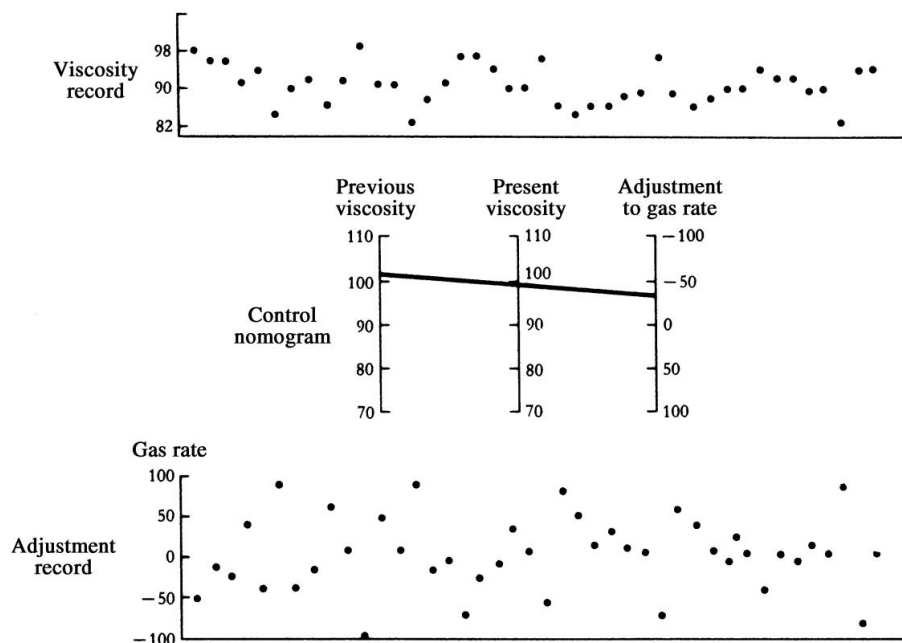 98
Viscosity
record
90
82
Previous
viscosity
Present
viscosity
Adjustment
to gas rate
110
110
−100
100
100
−50
Control
nomogram
90
90
0
80
80
50
70
70
100
Gas rate
100
50
Adjustment
record
0
−50
−100